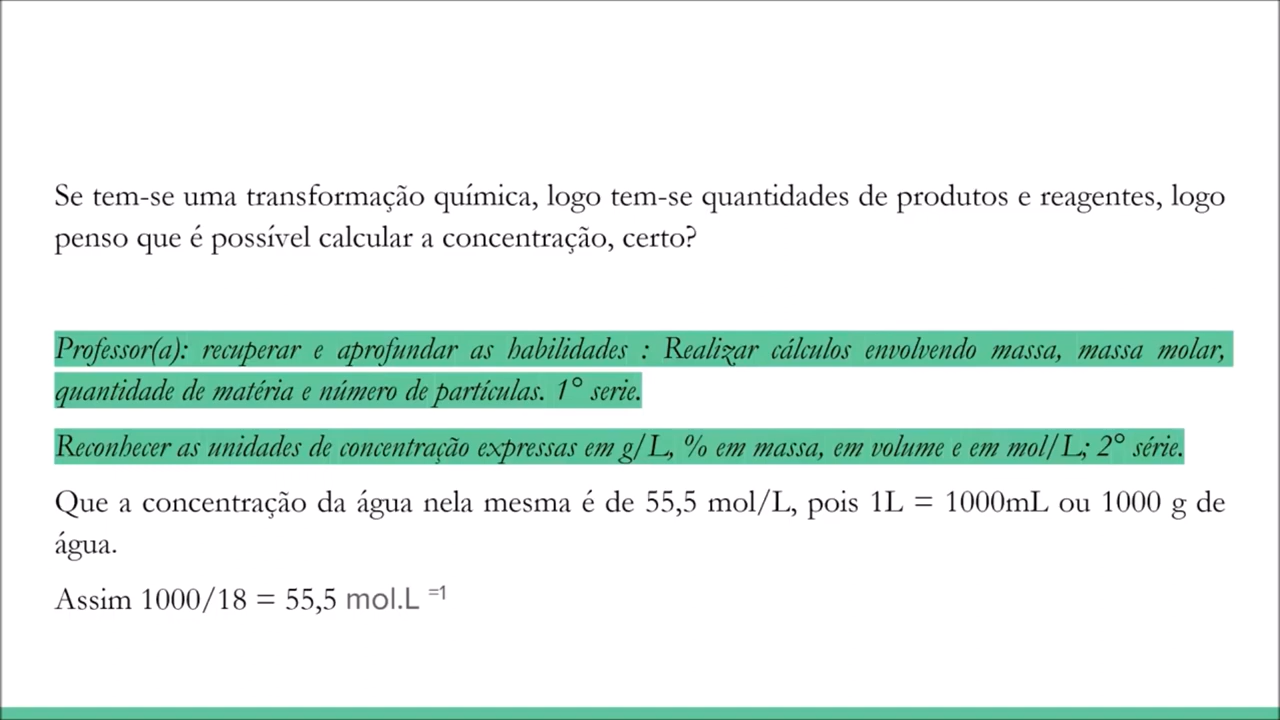 Se tem-se uma transformação química, logo tem-se quantidades de produtos e reagentes, logo
penso que é possível calcular a concentração, certo?
Professor(a): recuperar e aprofundar as habilidades : Realizar cálculos envolvendo massa, massa molar,
quantidade de matéria e número de partículas. 1° serie.
Reconhecer as unidades de concentração expressas em g/L, % em massa, em volume e em mol/L; 2° série.
Que a concentração da água nela mesma é de 55,5 mol/L, pois 1L = 1000mL ou 1000 g de
água.
Assim 1000/18 = 55,5 mol.L ⁼¹